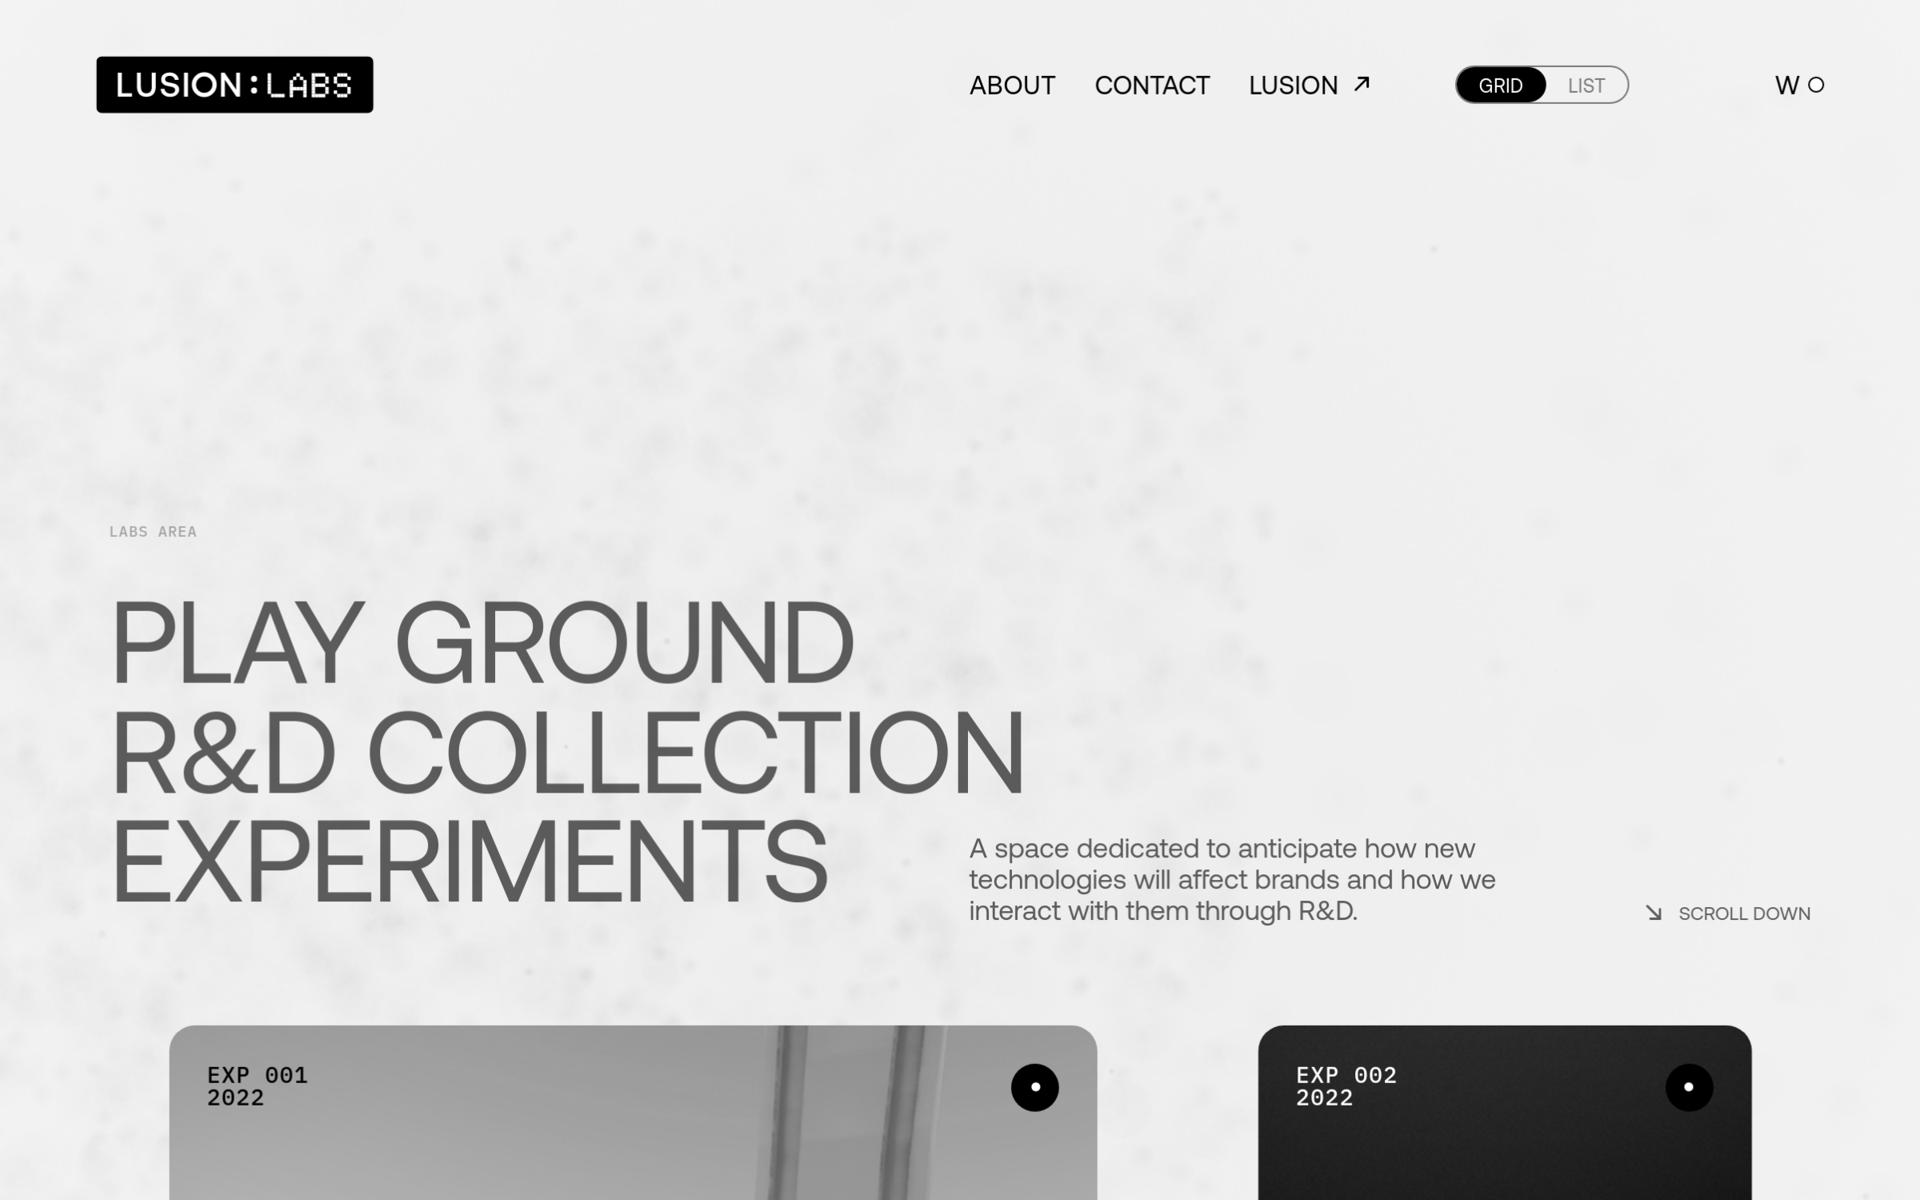 LUSION:LABS
ABOUT
CONTACT
LUSION
GRID
LIST
W
LABS AREA
PLAY GROUND
R&D COLLECTION
EXPERIMENTS
A space dedicated to anticipate how new
technologies will affect brands and how we
interact with them through R&D.
SCROLL DOWN
EXP 001
2022
EXP 002
2022